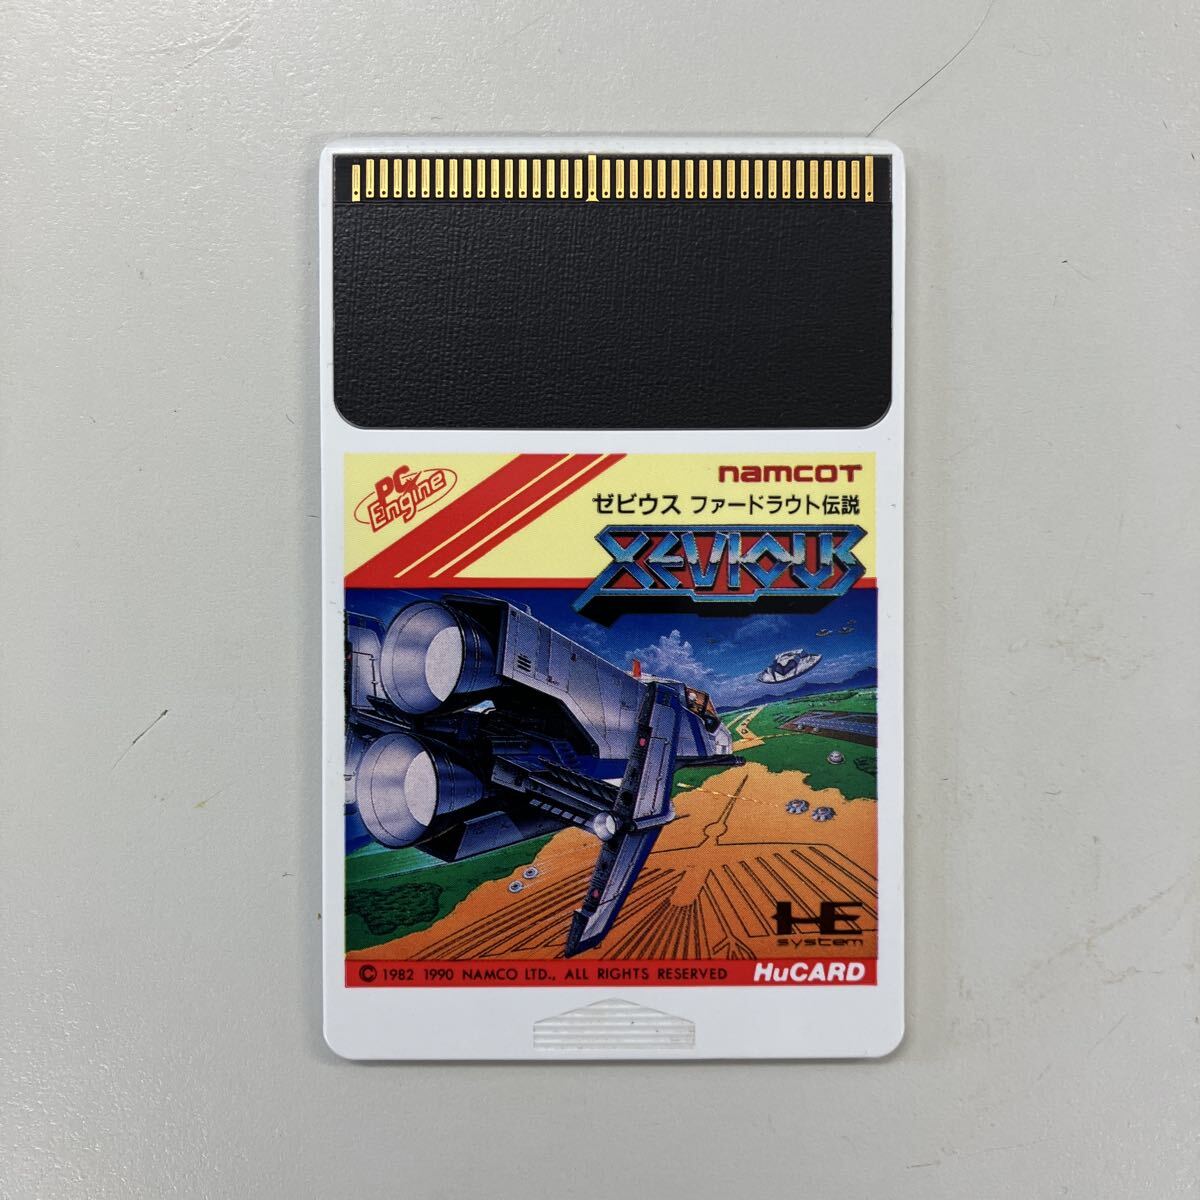 PC Engine
namcoT
ゼビウス ファードラウト伝説
XEVIOUS
HE
system
© 1982 1990 NAMCO LTD., ALL RIGHTS RESERVED
HuCARD